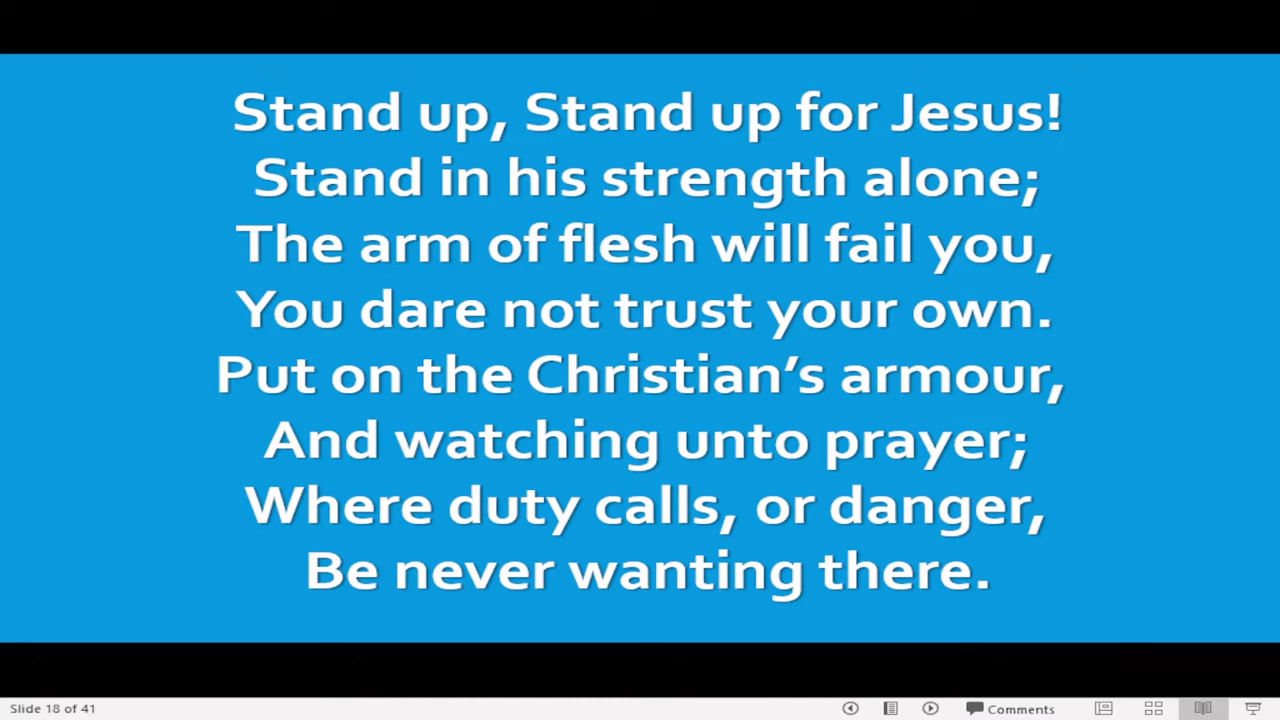 Stand up, Stand up for Jesus!
Stand in his strength alone;
The arm of flesh will fail you,
You dare not trust your own.
Put on the Christian’s armour,
And watching unto prayer;
Where duty calls, or danger,
Be never wanting there.
Slide 18 of 41 Comments